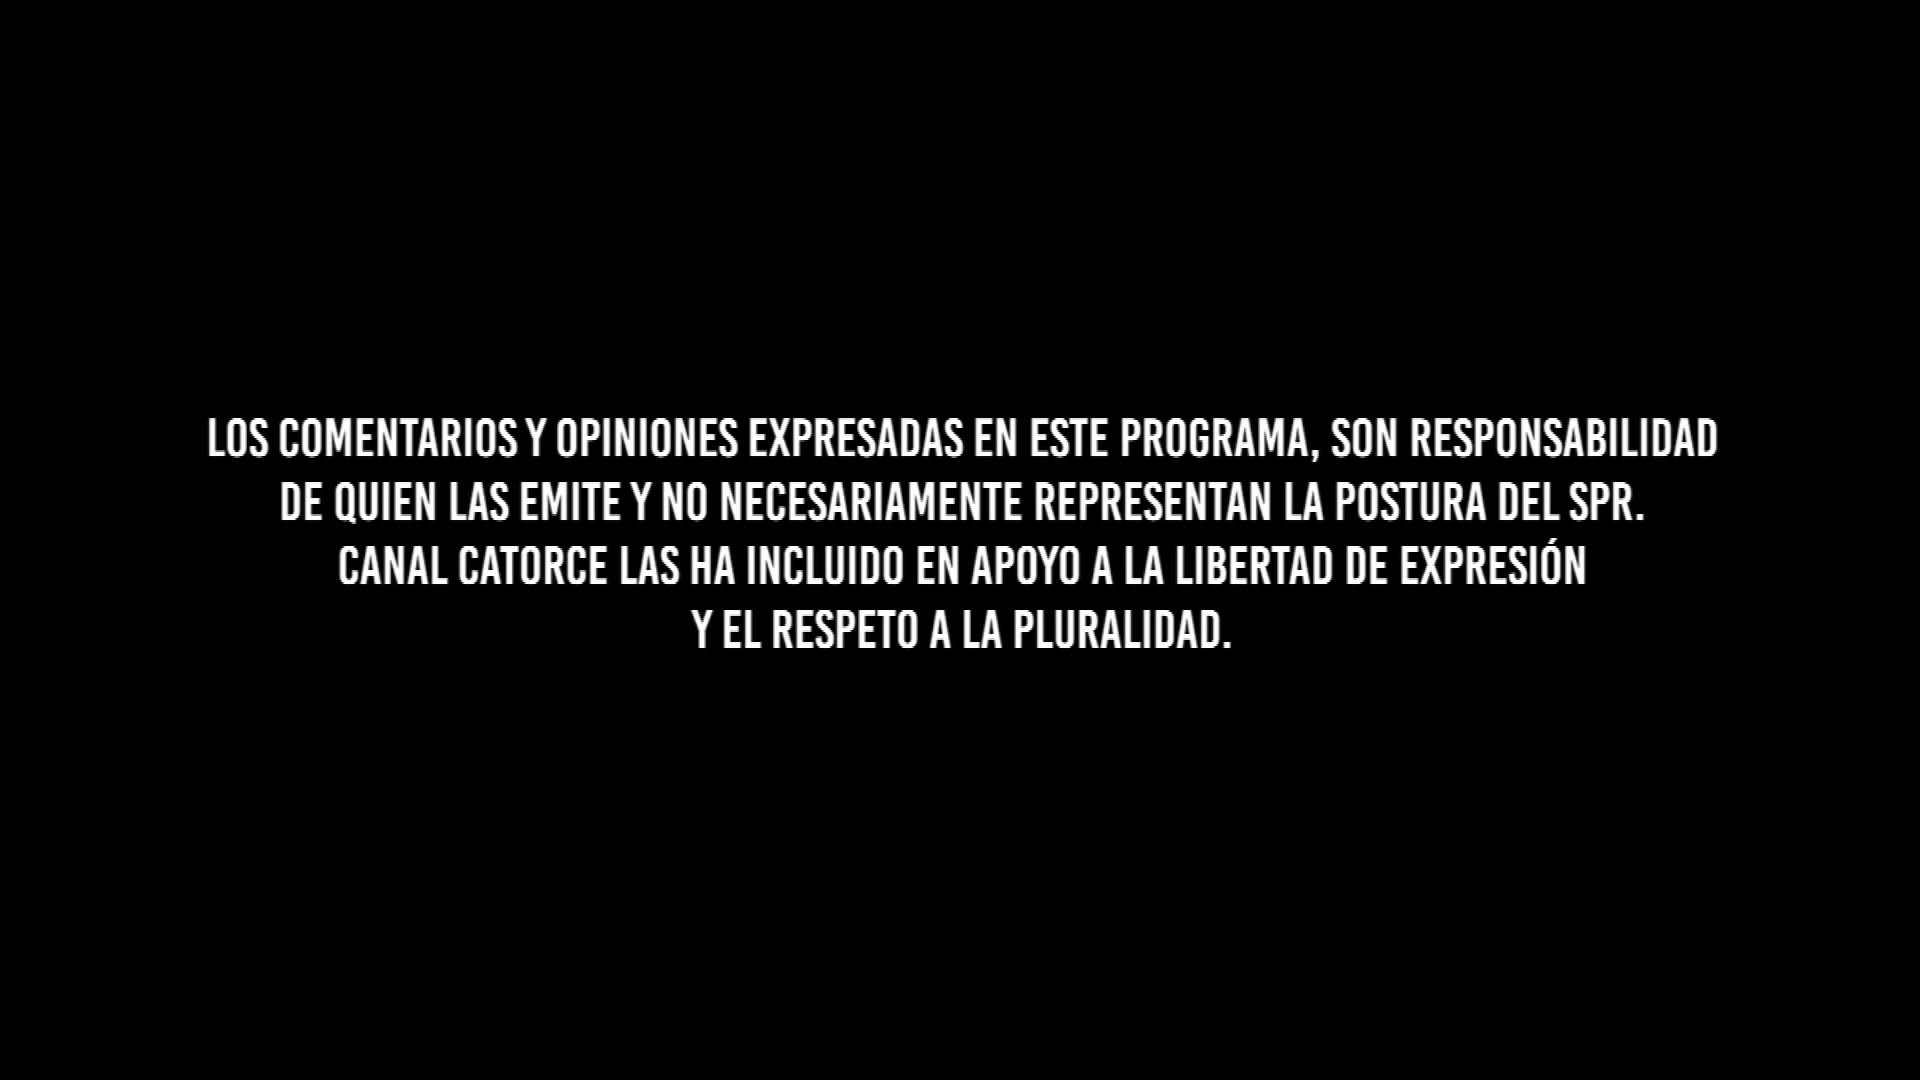 LOS COMENTARIOS Y OPINIONES EXPRESADAS EN ESTE PROGRAMA, SON RESPONSABILIDAD
DE QUIEN LAS EMITE Y NO NECESARIAMENTE REPRESENTAN LA POSTURA DEL SPR.
CANAL CATORCE LAS HA INCLUIDO EN APOYO A LA LIBERTAD DE EXPRESIÓN
Y EL RESPETO A LA PLURALIDAD.